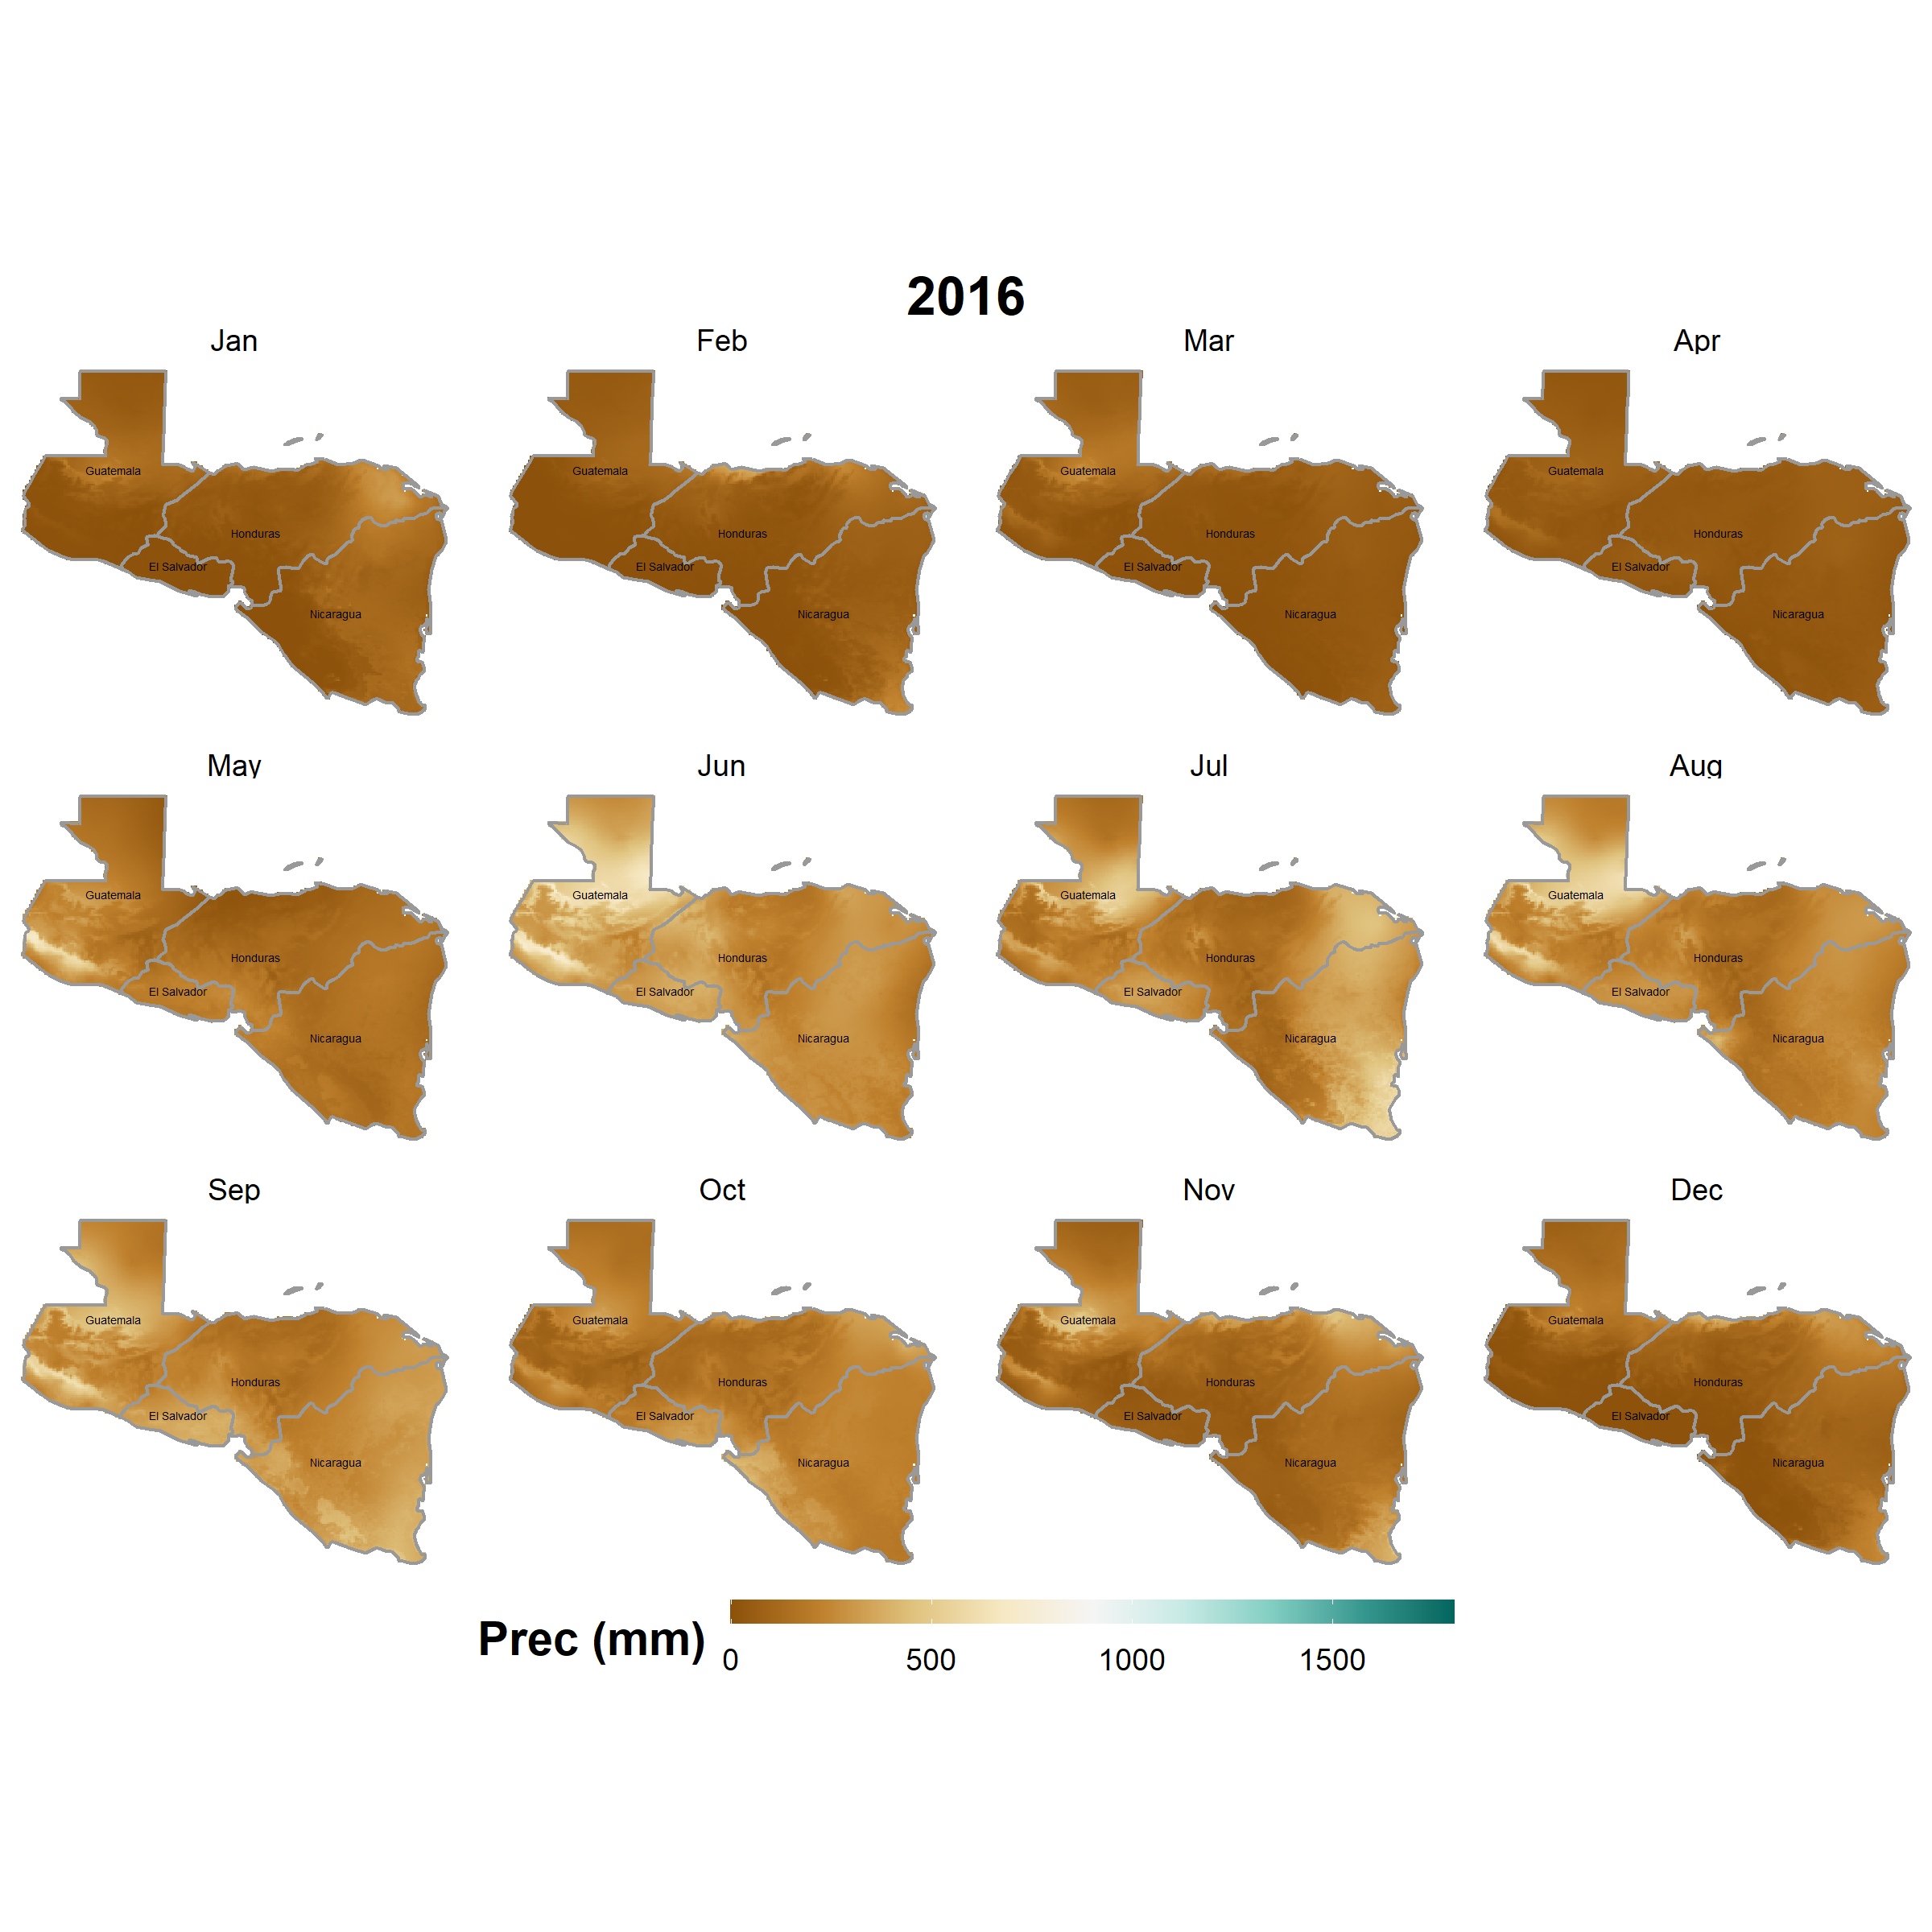 2016
Jan Feb Mar Apr
Guatemala Guatemala Guatemala Guatemala
Honduras Honduras Honduras Honduras
El Salvador El Salvador El Salvador El Salvador
Nicaragua Nicaragua Nicaragua Nicaragua
May Jun Jul Aug
Guatemala Guatemala Guatemala Guatemala
Honduras Honduras Honduras Honduras
El Salvador El Salvador El Salvador El Salvador
Nicaragua Nicaragua Nicaragua Nicaragua
Sep Oct Nov Dec
Guatemala Guatemala Guatemala Guatemala
Honduras Honduras Honduras Honduras
El Salvador El Salvador El Salvador El Salvador
Nicaragua Nicaragua Nicaragua Nicaragua
Prec (mm)
0 500 1000 1500